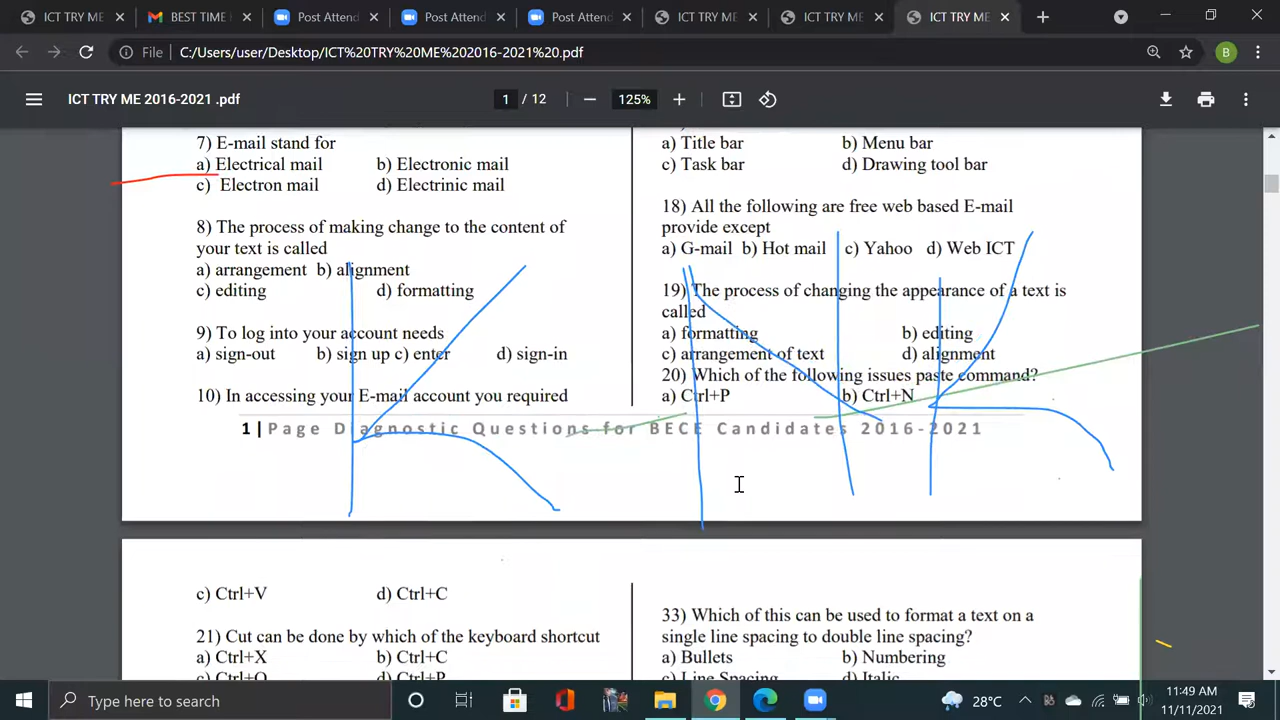 ICT TRY ME
BEST TIME
Post Attend
Post Attend
Post Attend
ICT TRY ME
ICT TRY ME
ICT TRY ME
File
C:/Users/user/Desktop/ICT%20TRY%20ME%202016-2021%20.pdf
B
ICT TRY ME 2016-2021 .pdf
1 / 12
125%
7) E-mail stand for
a) Electrical mail b) Electronic mail
c) Electron mail d) Electrinic mail
8) The process of making change to the content of
your text is called
a) arrangement b) alignment
c) editing d) formatting
9) To log into your account needs
a) sign-out b) sign up c) enter d) sign-in
10) In accessing your E-mail account you required
a) Title bar b) Menu bar
c) Task bar d) Drawing tool bar
18) All the following are free web based E-mail
provide except
a) G-mail b) Hot mail c) Yahoo d) Web ICT
19) The process of changing the appearance of a text is
called
a) formatting b) editing
c) arrangement of text d) alignment
20) Which of the following issues paste command?
a) Ctrl+P b) Ctrl+N
1 | Page Diagnostic Questions for BECE Candidates 2016-2021
c) Ctrl+V d) Ctrl+C
21) Cut can be done by which of the keyboard shortcut
a) Ctrl+X b) Ctrl+C
c) Ctrl+O d) Ctrl+P
33) Which of this can be used to format a text on a
single line spacing to double line spacing?
a) Bullets b) Numbering
c) Line Spacing d) Italic
K
N
I
K
Type here to search
28°C
11:49 AM
11/11/2021